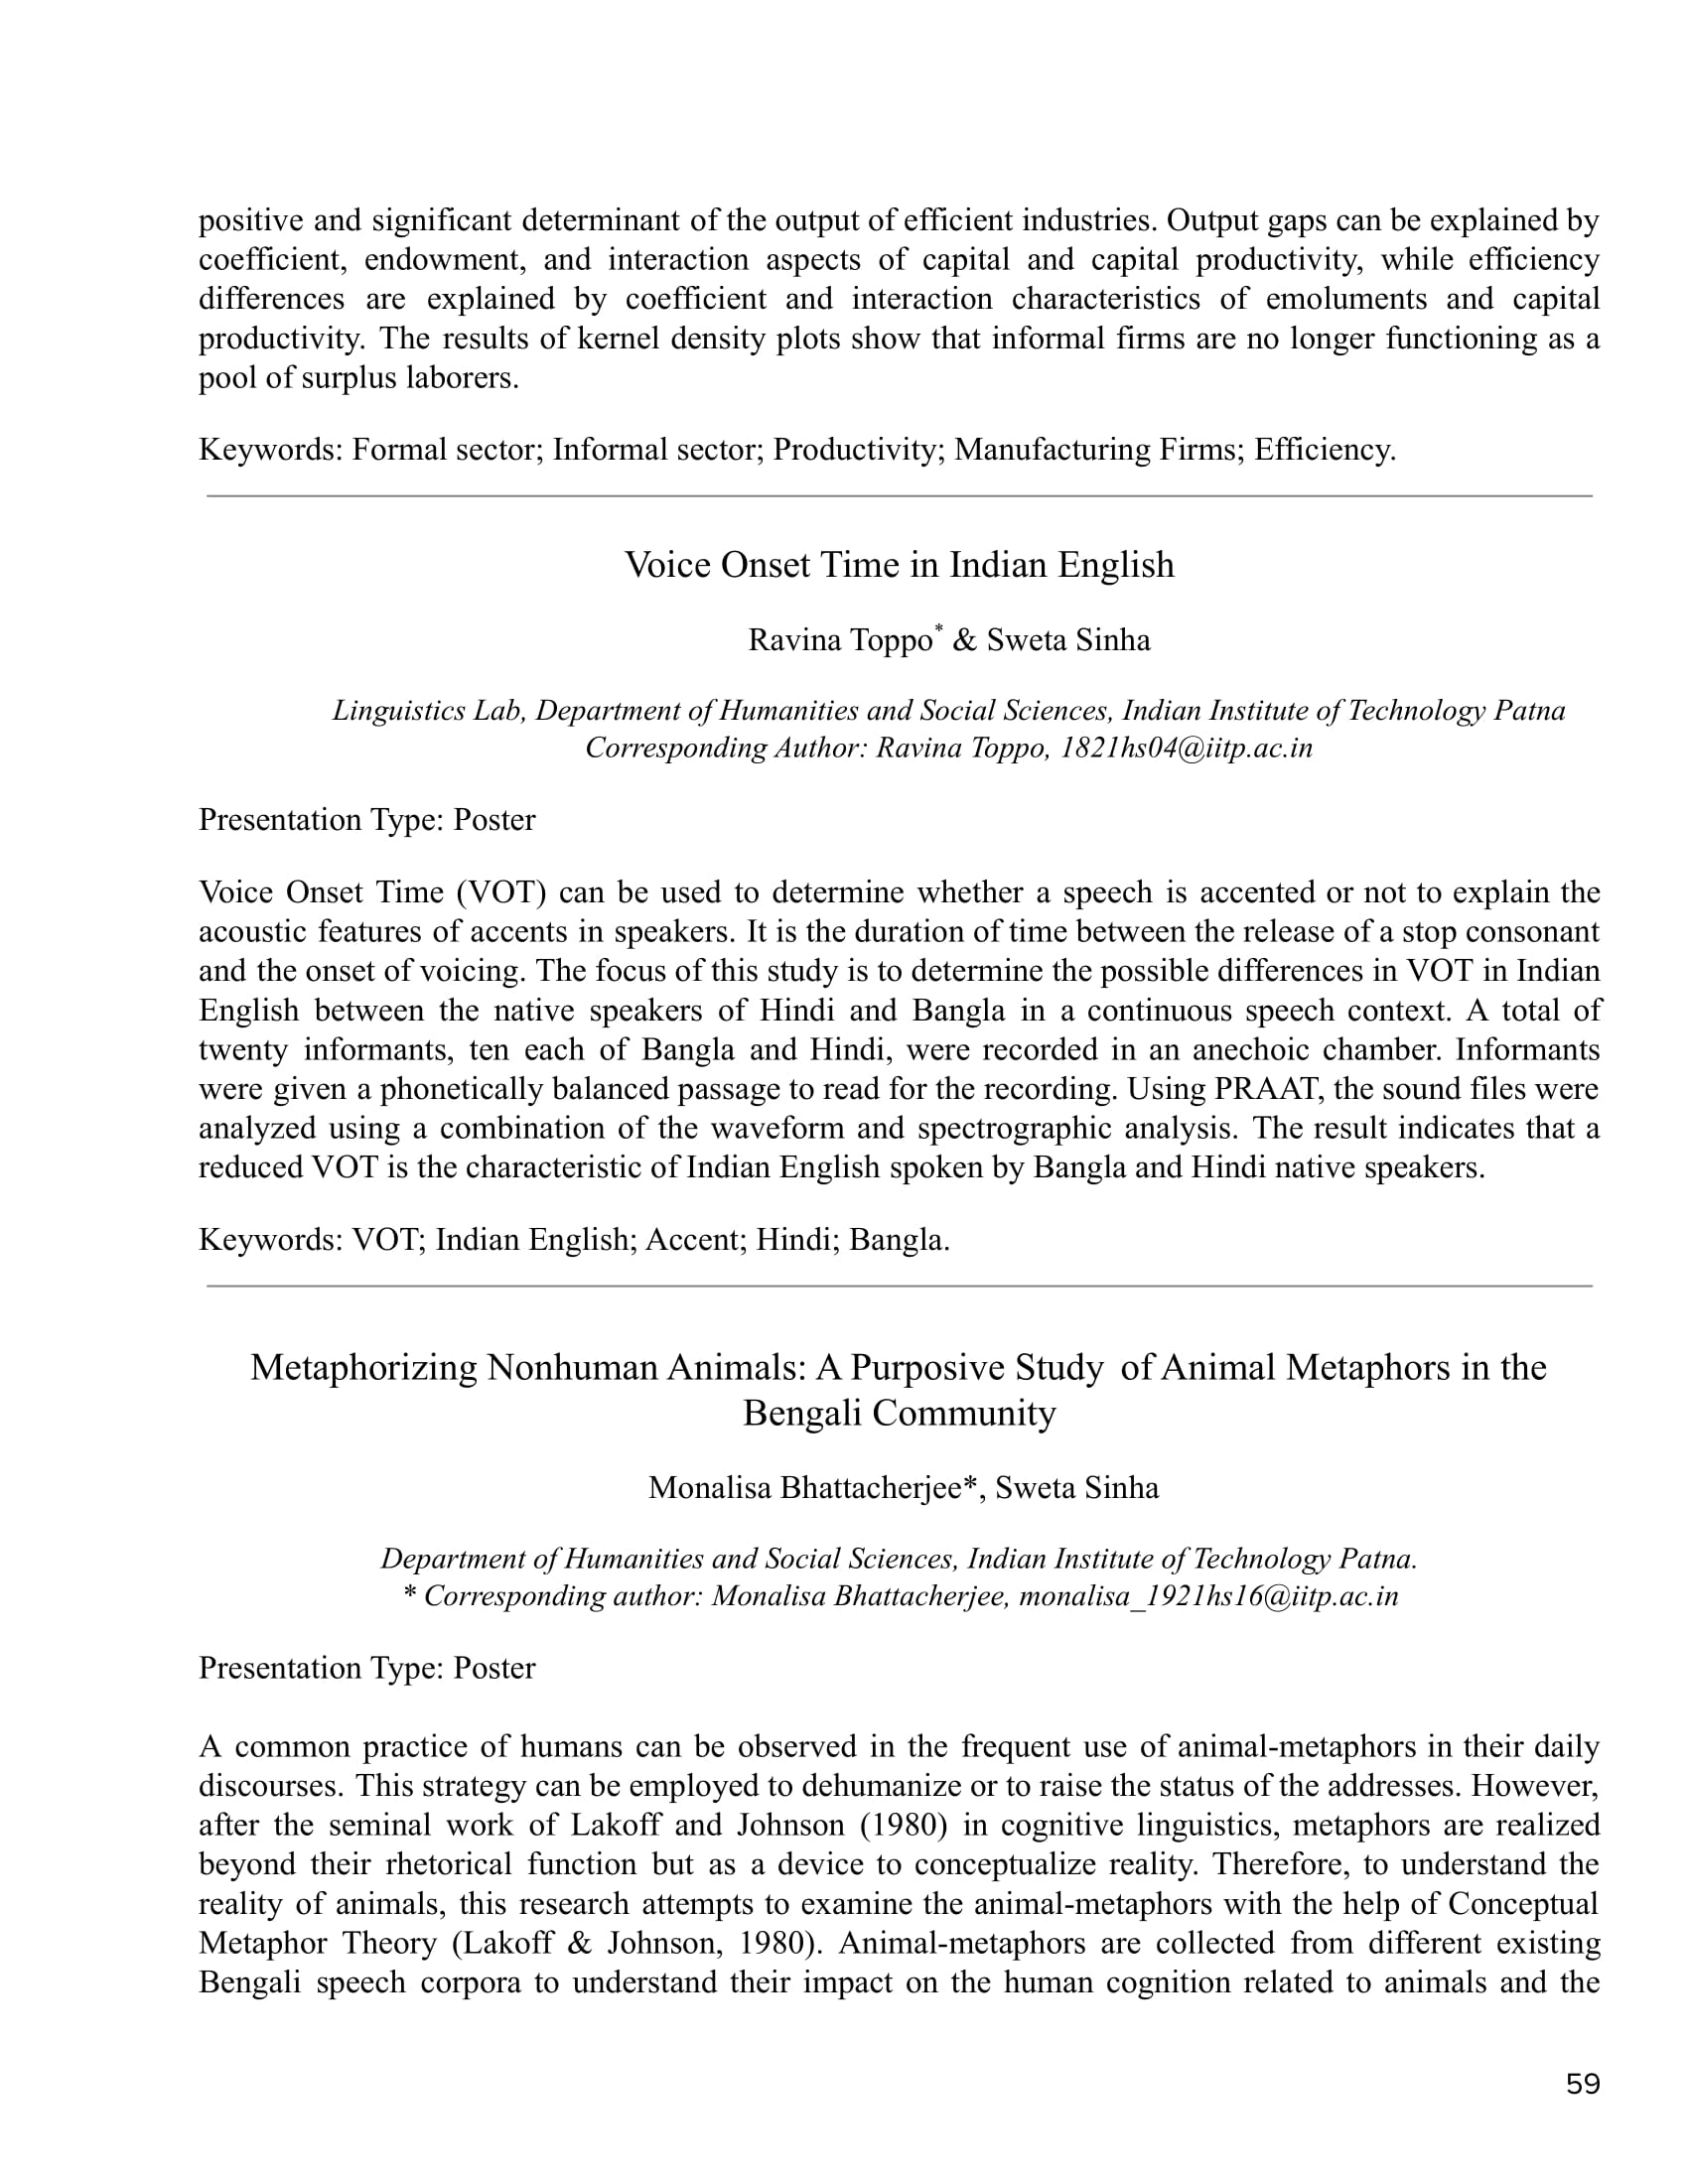 positive and significant determinant of the output of efficient industries. Output gaps can be explained by
coefficient, endowment, and interaction aspects of capital and capital productivity, while efficiency
differences are explained by coefficient and interaction characteristics of emoluments and capital
productivity. The results of kernel density plots show that informal firms are no longer functioning as a
pool of surplus laborers.
Keywords: Formal sector; Informal sector; Productivity; Manufacturing Firms; Efficiency.
Voice Onset Time in Indian English
Ravina Toppo* & Sweta Sinha
Linguistics Lab, Department of Humanities and Social Sciences, Indian Institute of Technology Patna
Corresponding Author: Ravina Toppo, 1821hs04@iitp.ac.in
Presentation Type: Poster
Voice Onset Time (VOT) can be used to determine whether a speech is accented or not to explain the
acoustic features of accents in speakers. It is the duration of time between the release of a stop consonant
and the onset of voicing. The focus of this study is to determine the possible differences in VOT in Indian
English between the native speakers of Hindi and Bangla in a continuous speech context. A total of
twenty informants, ten each of Bangla and Hindi, were recorded in an anechoic chamber. Informants
were given a phonetically balanced passage to read for the recording. Using PRAAT, the sound files were
analyzed using a combination of the waveform and spectrographic analysis. The result indicates that a
reduced VOT is the characteristic of Indian English spoken by Bangla and Hindi native speakers.
Keywords: VOT; Indian English; Accent; Hindi; Bangla.
Metaphorizing Nonhuman Animals: A Purposive Study of Animal Metaphors in the
Bengali Community
Monalisa Bhattacherjee*, Sweta Sinha
Department of Humanities and Social Sciences, Indian Institute of Technology Patna.
* Corresponding author: Monalisa Bhattacherjee, monalisa_1921hs16@iitp.ac.in
Presentation Type: Poster
A common practice of humans can be observed in the frequent use of animal-metaphors in their daily
discourses. This strategy can be employed to dehumanize or to raise the status of the addresses. However,
after the seminal work of Lakoff and Johnson (1980) in cognitive linguistics, metaphors are realized
beyond their rhetorical function but as a device to conceptualize reality. Therefore, to understand the
reality of animals, this research attempts to examine the animal-metaphors with the help of Conceptual
Metaphor Theory (Lakoff & Johnson, 1980). Animal-metaphors are collected from different existing
Bengali speech corpora to understand their impact on the human cognition related to animals and the
59